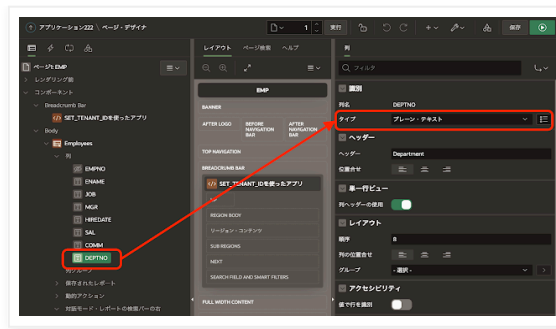 アプリケーション222 \ ページ・デザイナ
1
実行
保存
ページ1: EMP
レンダリング前
コンポーネント
Breadcrumb Bar
SET_TENANT_IDを使ったアプリ
Body
Employees
列
EMPNO
ENAME
JOB
MGR
HIREDATE
SAL
COMM
DEPTNO
列グループ
保存されたレポート
動的アクション
対話モード・レポートの検索バーの右
レイアウト
ページ検索
ヘルプ
EMP
BANNER
AFTER LOGO
BEFORE NAVIGATION BAR
AFTER NAVIGATION BAR
TOP NAVIGATION
BREADCRUMB BAR
SET_TENANT_IDを使ったアプリ
UP
REGION BODY
リージョン・コンテンツ
SUB REGIONS
NEXT
SEARCH FIELD AND SMART FILTERS
FULL WIDTH CONTENT
列
フィルタ
識別
列名
DEPTNO
タイプ
プレーン・テキスト
ヘッダー
ヘッダー
Department
位置合せ
単一行ビュー
列ヘッダーの使用
レイアウト
順序
8
列の位置合せ
グループ
- 選択 -
アクセシビリティ
値で行を識別